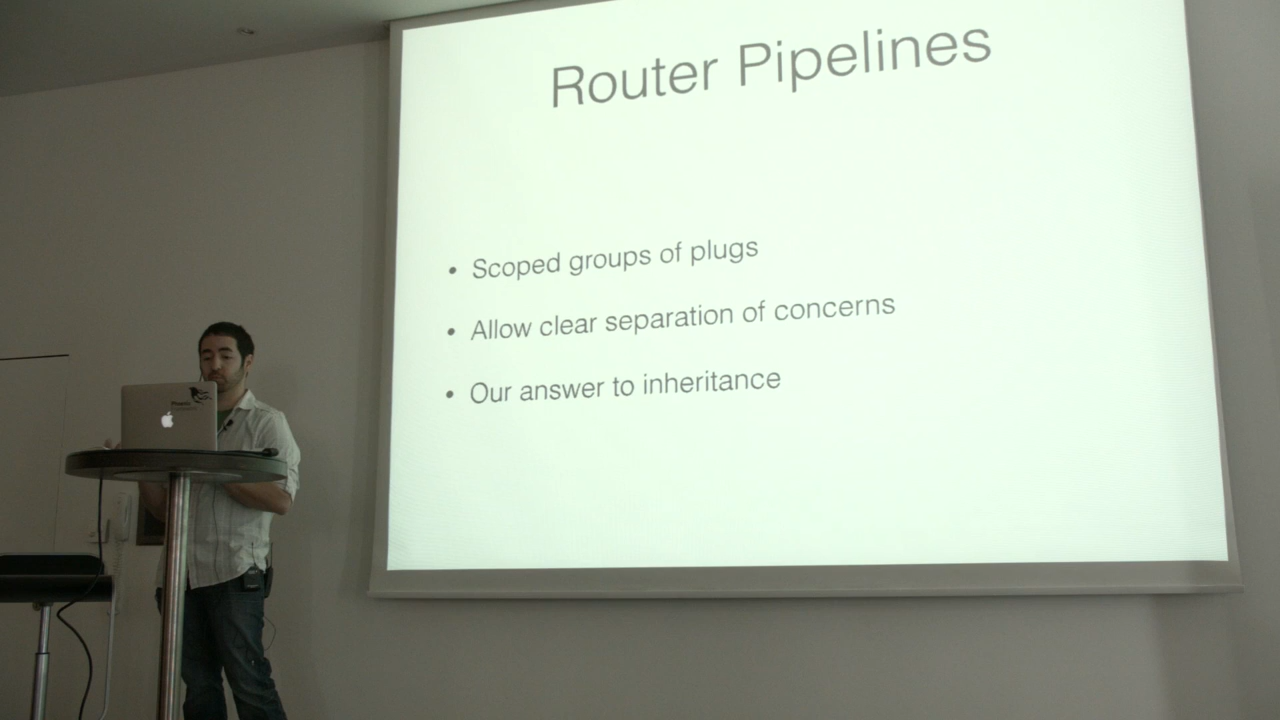 Router Pipelines
• Scoped groups of plugs
• Allow clear separation of concerns
• Our answer to inheritance